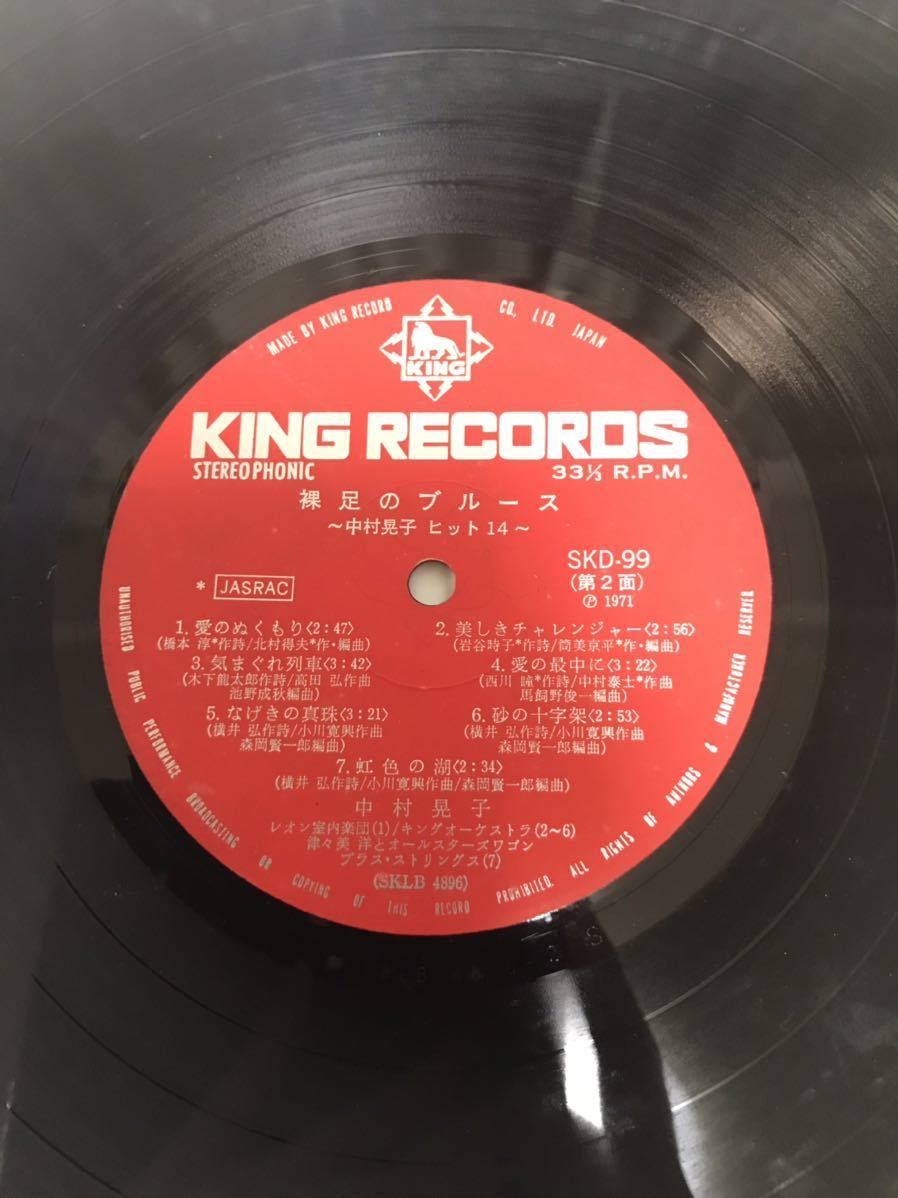 MADE BY KING RECORD CO., LTD. JAPAN
KING
KING RECORDS
STEREOPHONIC 33⅓ R.P.M.
裸足のブルース
～中村晃子 ヒット14～
SKD-99
* JASRAC (第2面)
Ⓟ 1971
1. 愛のぬくもり〈2:47〉 2. 美しきチャレンジャー〈2:56〉
(橋本 淳*作詩/北村得夫*作・編曲) (岩谷時子*作詩/筒美京平*作・編曲)
3. 気まぐれ列車〈3:42〉 4. 愛の最中に〈3:22〉
(木下龍太郎作詩/高田 弘作曲 (西川 瞳*作詩/中村泰士*作曲
池野成秋編曲) 馬飼野俊一編曲)
5. なげきの真珠〈3:21〉 6. 砂の十字架〈2:53〉
(横井 弘作詩/小川寛興作曲 (横井 弘作詩/小川寛興作曲
森岡賢一郎編曲) 森岡賢一郎編曲)
7. 虹色の湖〈2:34〉
(横井 弘作詩/小川寛興作曲/森岡賢一郎編曲)
中村晃子
レオン室内楽団(1)/キングオーケストラ(2～6)
津々美 洋とオールスターズワゴン
プラス・ストリングス(7)
(SKLB 4896)
UNAUTHORISED PUBLIC PERFORMANCE BROADCASTING OR COPYING OF THIS RECORD PROHIBITED. ALL RIGHTS OF AUTHORS & MANUFACTURER RESERVED